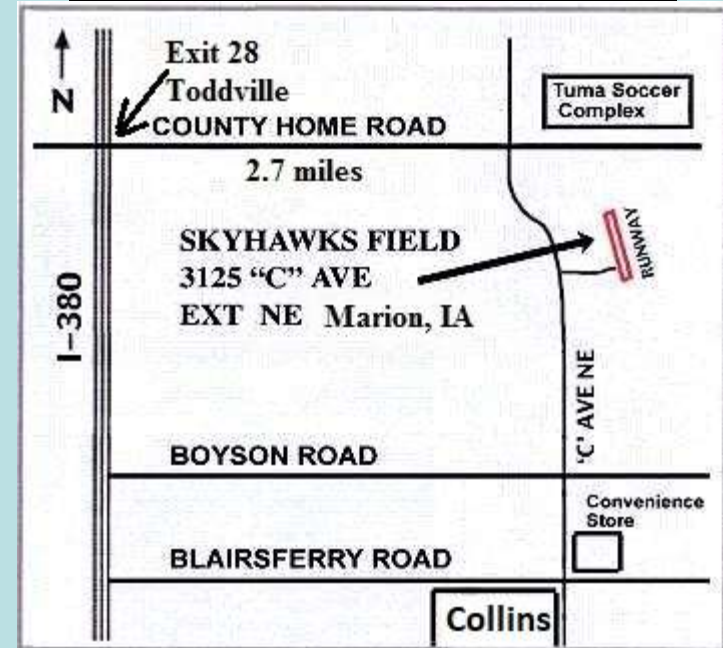 Exit 28
Toddville
N
COUNTY HOME ROAD
Tuma Soccer
Complex
2.7 miles
SKYHAWKS FIELD
3125 “C” AVE
EXT NE Marion, IA
RUNWAY
I-380
'C' AVE NE
BOYSON ROAD
Convenience
Store
BLAIRSFERRY ROAD
Collins